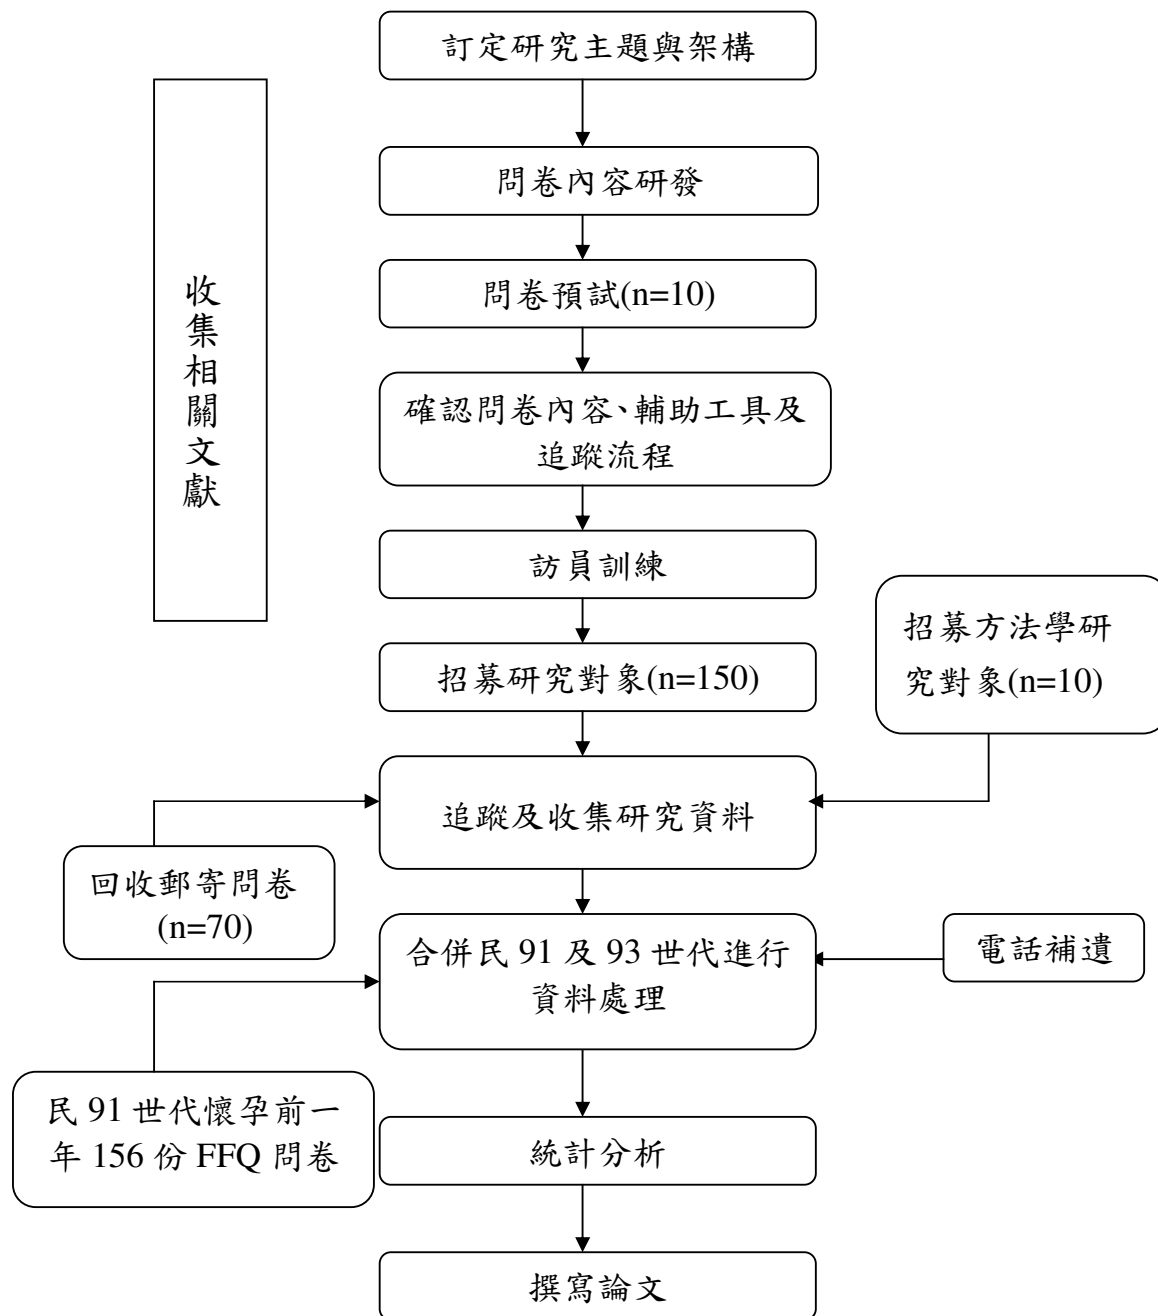 訂定研究主題與架構
收集相關文獻
問卷內容研發
問卷預試(n=10)
確認問卷內容、輔助工具及
追蹤流程
訪員訓練
招募研究對象(n=150)
招募方法學研
究對象(n=10)
追蹤及收集研究資料
回收郵寄問卷
(n=70)
合併民 91 及 93 世代進行
資料處理
電話補遺
民 91 世代懷孕前一
年 156 份 FFQ 問卷
統計分析
撰寫論文